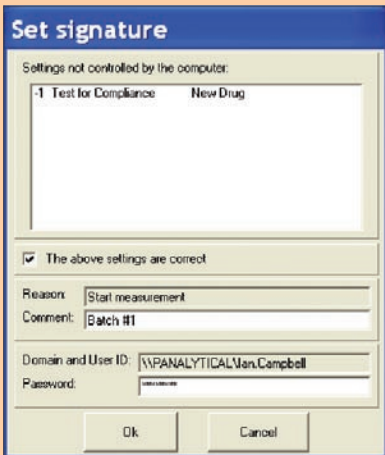 Set signature
Settings not controlled by the computer:
-1 Test for Compliance New Drug
The above settings are correct
Reason: Start measurement
Comment: Batch #1
Domain and User ID: \\PANALYTICAL\Ian.Campbell
Password: **********
Ok Cancel